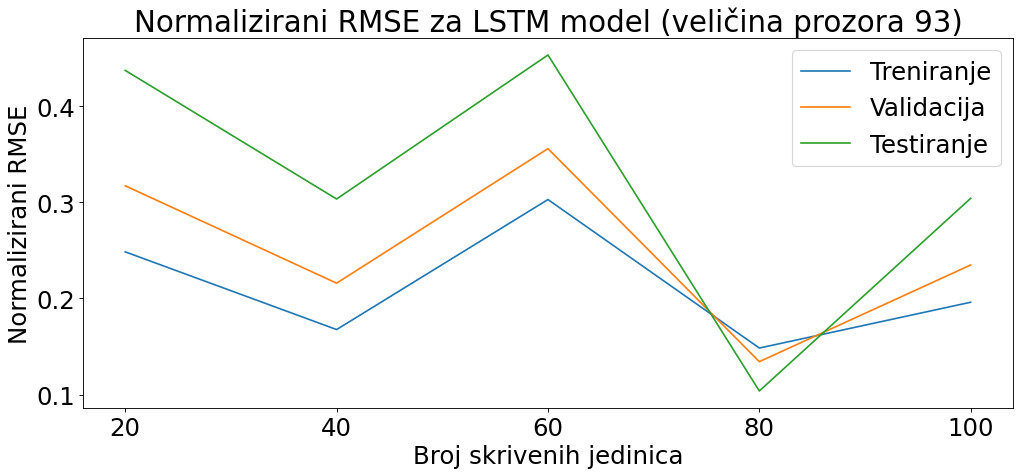 Normalizirani RMSE za LSTM model (veličina prozora 93)
Treniranje
Validacija
Testiranje
Normalizirani RMSE
0.4
0.3
0.2
0.1
20 40 60 80 100
Broj skrivenih jedinica